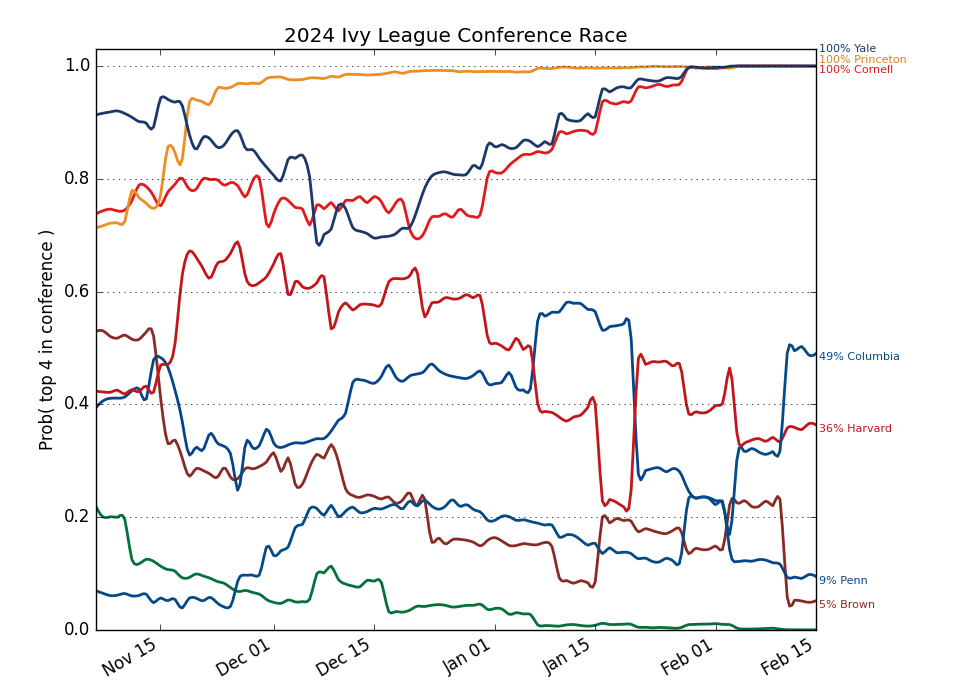 2024 Ivy League Conference Race
100% Yale
100% Princeton
100% Cornell
1.0
0.8
0.6
0.4
0.2
0.0
Prob( top 4 in conference )
49% Columbia
36% Harvard
9% Penn
5% Brown
Nov 15
Dec 01
Dec 15
Jan 01
Jan 15
Feb 01
Feb 15